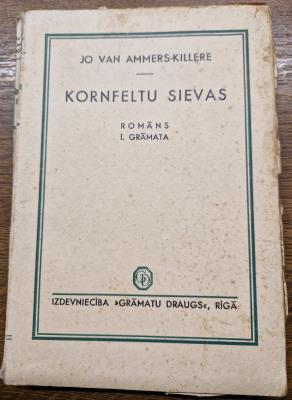 JO VAN AMMERS-KILLERE
KORNFELTU SIEVAS
ROMĀNS
I. GRĀMATA
IZDEVNIECĪBA »GRĀMATU DRAUGS«, RĪGĀ